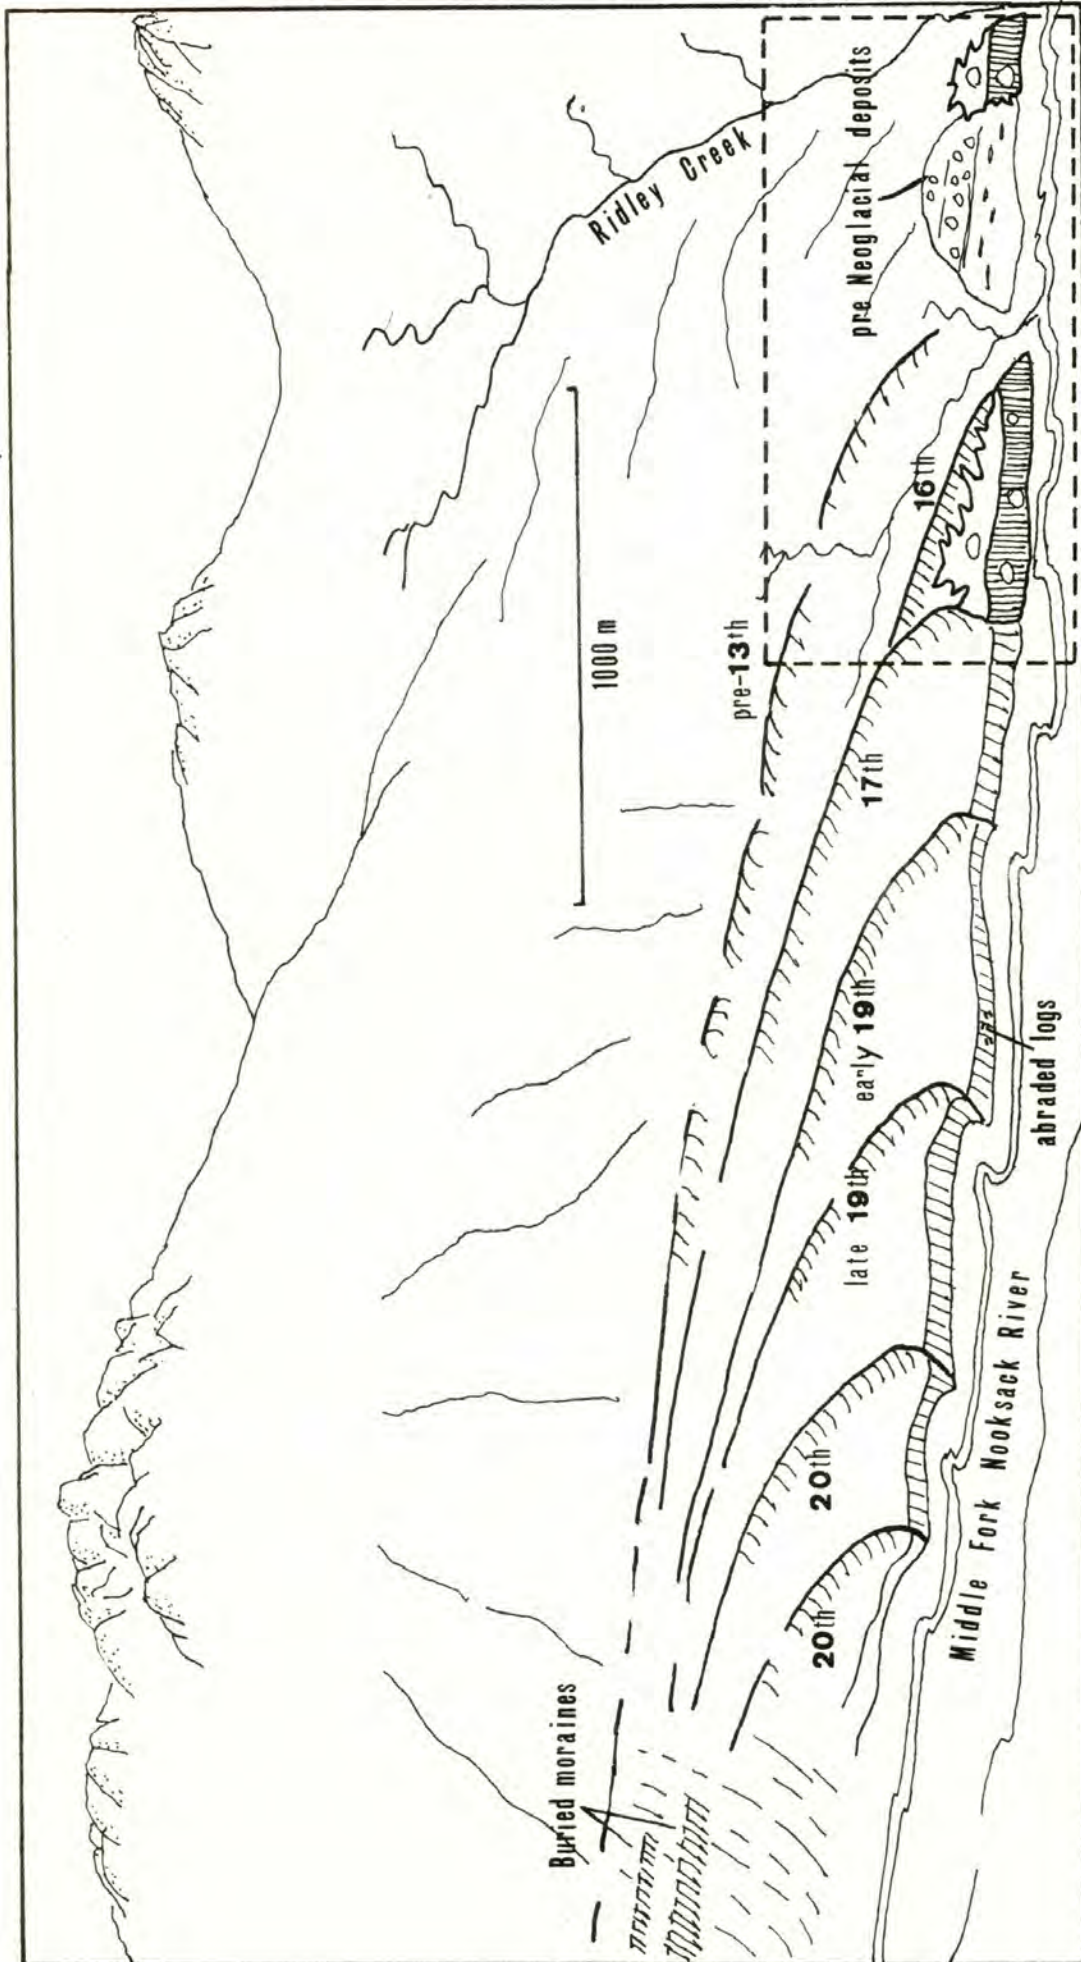 Ridley Creek
pre Neoglacial deposits
1000 m
pre-13th
16th
17th
early 19th
late 19th
20th
20th
Buried moraines
abraded logs
Middle Fork Nooksack River